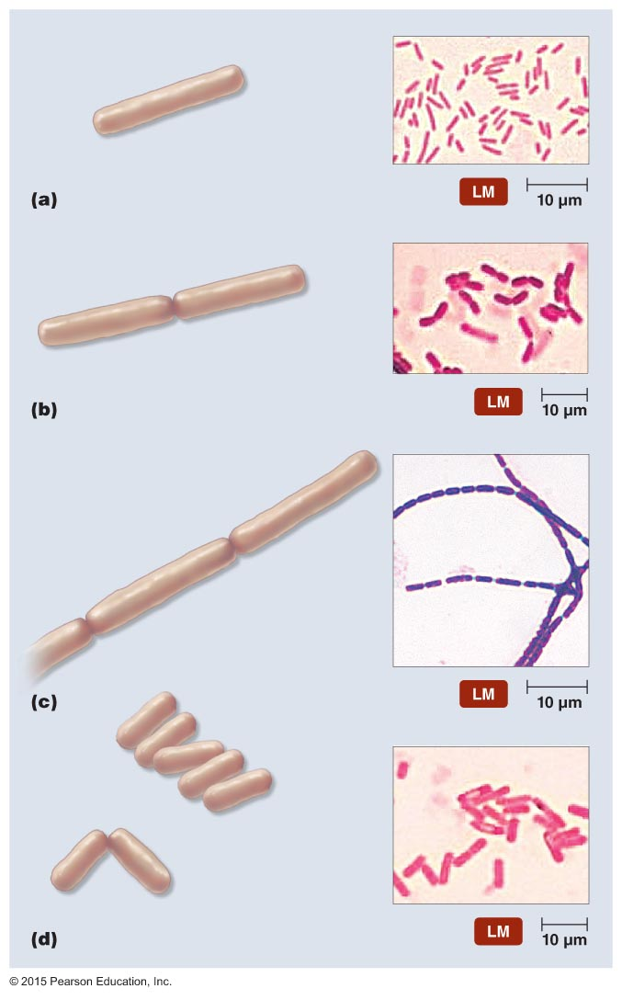 LM 10 µm
(a)
LM 10 µm
(b)
LM 10 µm
(c)
LM 10 µm
(d)
© 2015 Pearson Education, Inc.